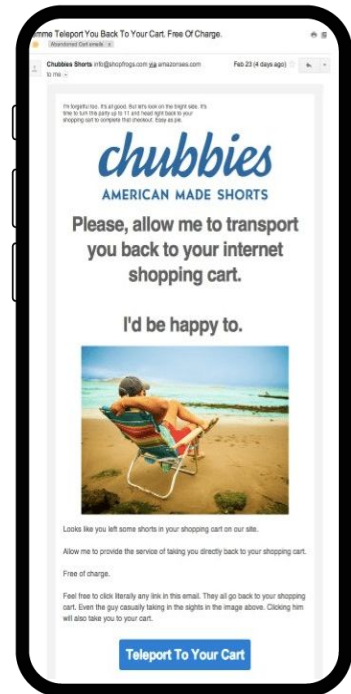 mme Teleport You Back To Your Cart. Free Of Charge.
Abandoned Cart emails x
Chubbies Shorts info@shopfrogs.com via amazonses.com
Feb 23 (4 days ago)
to me
I'm forgetful too. It's all good. But let's look on the bright side. It's
time to turn this party up to 11 and head right back to your
shopping cart to complete that checkout. Easy as pie.
chubbies
AMERICAN MADE SHORTS
Please, allow me to transport
you back to your internet
shopping cart.
I'd be happy to.
Looks like you left some shorts in your shopping cart on our site.
Allow me to provide the service of taking you directly back to your shopping cart.
Free of charge.
Feel free to click literally any link in this email. They all go back to your shopping
cart. Even the guy casually taking in the sights in the image above. Clicking him
will also take you to your cart.
Teleport To Your Cart